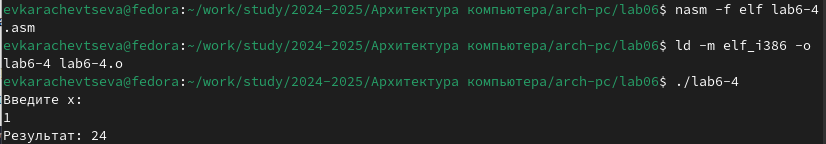 evkarachevtseva@fedora:~/work/study/2024-2025/Архитектура компьютера/arch-pc/lab06$ nasm -f elf lab6-4
.asm
evkarachevtseva@fedora:~/work/study/2024-2025/Архитектура компьютера/arch-pc/lab06$ ld -m elf_i386 -o
lab6-4 lab6-4.o
evkarachevtseva@fedora:~/work/study/2024-2025/Архитектура компьютера/arch-pc/lab06$ ./lab6-4
Введите x:
1
Результат: 24